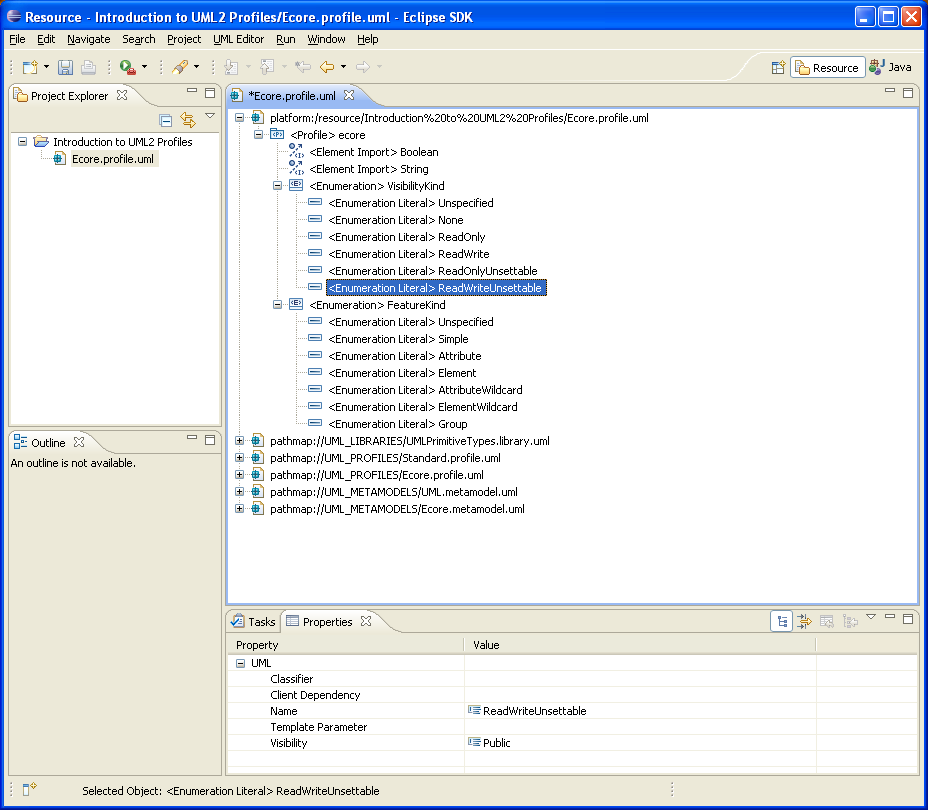 Resource - Introduction to UML2 Profiles/Ecore.profile.uml - Eclipse SDK
File Edit Navigate Search Project UML Editor Run Window Help
Resource Java
Project Explorer
Introduction to UML2 Profiles
Ecore.profile.uml
Outline
An outline is not available.
*Ecore.profile.uml
platform:/resource/Introduction%20to%20UML2%20Profiles/Ecore.profile.uml
<Profile> ecore
<Element Import> Boolean
<Element Import> String
<Enumeration> VisibilityKind
<Enumeration Literal> Unspecified
<Enumeration Literal> None
<Enumeration Literal> ReadOnly
<Enumeration Literal> ReadWrite
<Enumeration Literal> ReadOnlyUnsettable
<Enumeration Literal> ReadWriteUnsettable
<Enumeration> FeatureKind
<Enumeration Literal> Unspecified
<Enumeration Literal> Simple
<Enumeration Literal> Attribute
<Enumeration Literal> Element
<Enumeration Literal> AttributeWildcard
<Enumeration Literal> ElementWildcard
<Enumeration Literal> Group
pathmap://UML_LIBRARIES/UMLPrimitiveTypes.library.uml
pathmap://UML_PROFILES/Standard.profile.uml
pathmap://UML_PROFILES/Ecore.profile.uml
pathmap://UML_METAMODELS/UML.metamodel.uml
pathmap://UML_METAMODELS/Ecore.metamodel.uml
Tasks Properties
Property Value
UML
Classifier
Client Dependency
Name ReadWriteUnsettable
Template Parameter
Visibility Public
Selected Object: <Enumeration Literal> ReadWriteUnsettable